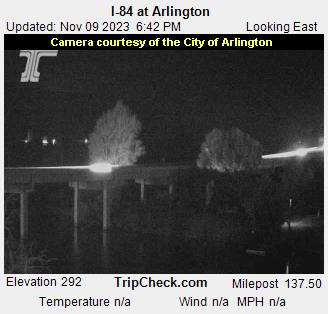 I-84 at Arlington
Updated: Nov 09 2023 6:42 PM Looking East
Camera courtesy of the City of Arlington
Elevation 292 TripCheck.com Milepost 137.50
Temperature n/a Wind n/a MPH n/a